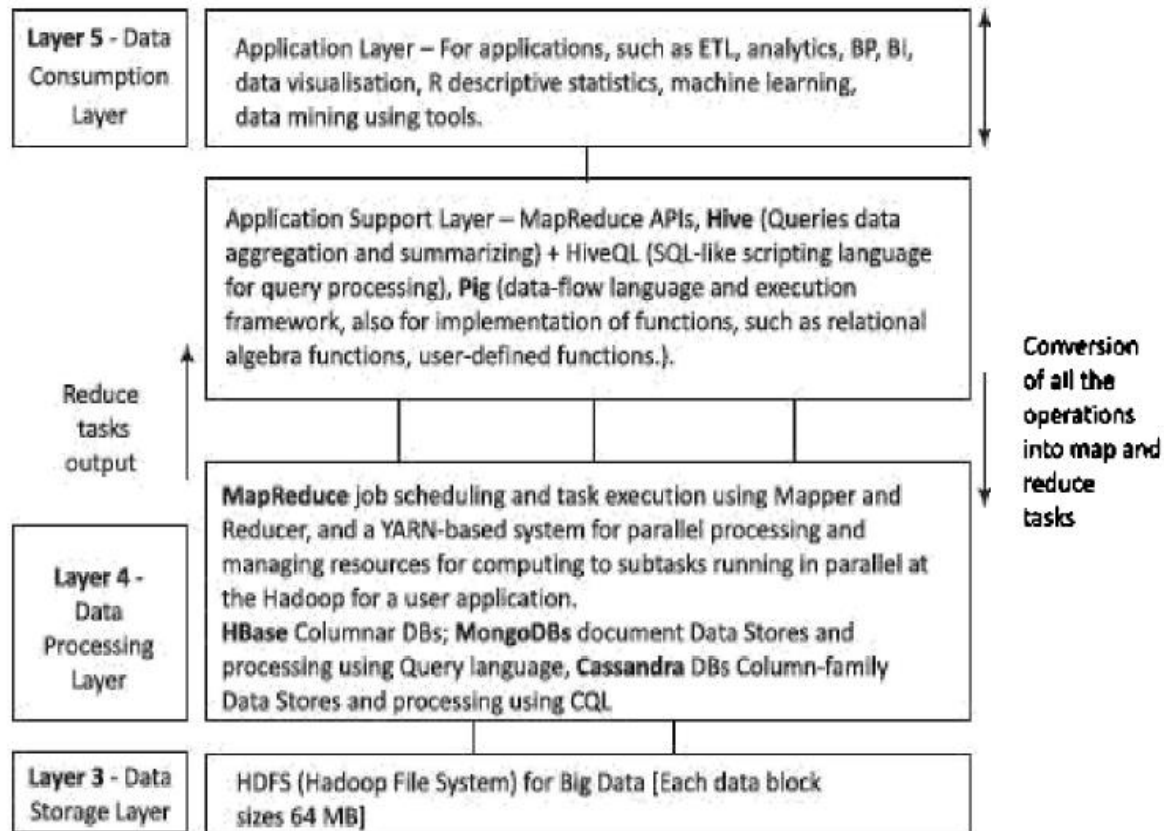 Layer 5 - Data
Consumption
Layer
Application Layer – For applications, such as ETL, analytics, BP, BI,
data visualisation, R descriptive statistics, machine learning,
data mining using tools.
Application Support Layer – MapReduce APIs, Hive (Queries data
aggregation and summarizing) + HiveQL (SQL-like scripting language
for query processing), Pig (data-flow language and execution
framework, also for implementation of functions, such as relational
algebra functions, user-defined functions.).
Reduce
tasks
output
Conversion
of all the
operations
into map and
reduce
tasks
Layer 4 -
Data
Processing
Layer
MapReduce job scheduling and task execution using Mapper and
Reducer, and a YARN-based system for parallel processing and
managing resources for computing to subtasks running in parallel at
the Hadoop for a user application.
HBase Columnar DBs; MongoDBs document Data Stores and
processing using Query language, Cassandra DBs Column-family
Data Stores and processing using CQL
Layer 3 - Data
Storage Layer
HDFS (Hadoop File System) for Big Data [Each data block
sizes 64 MB]